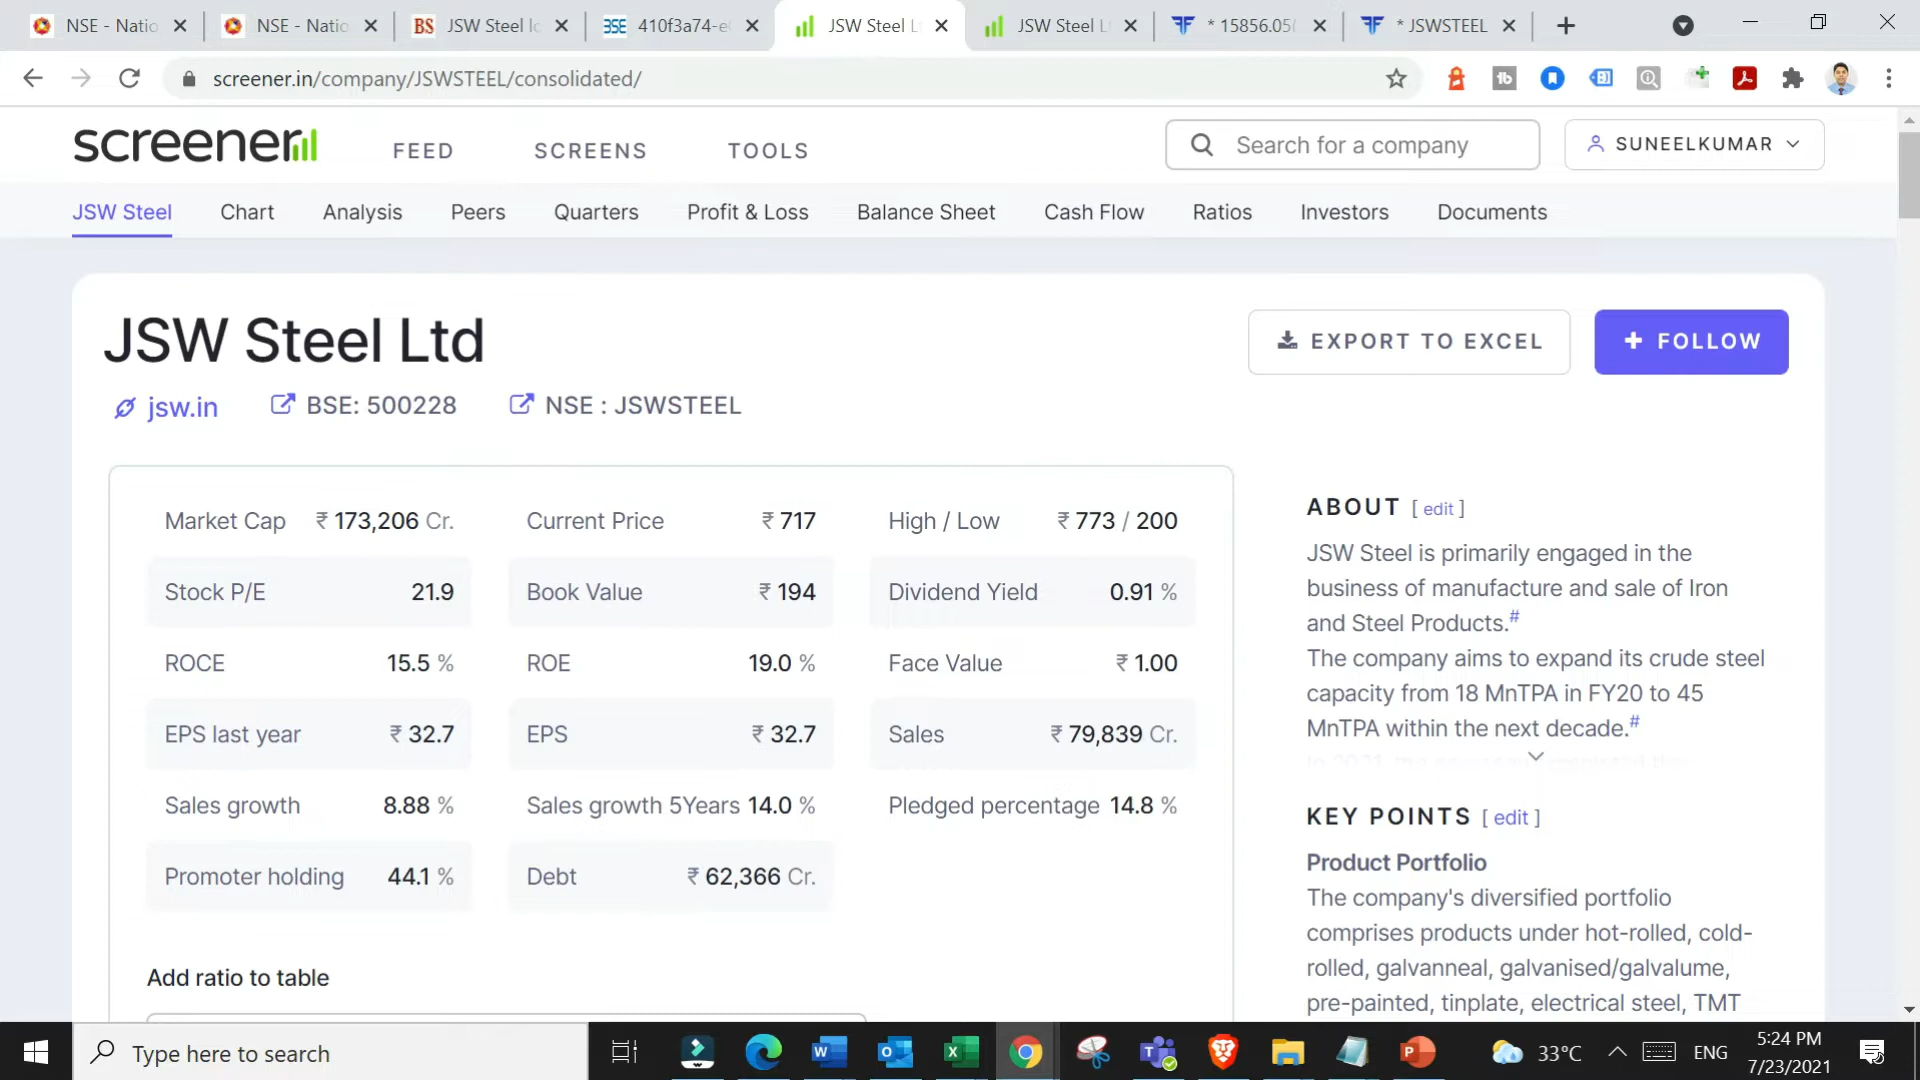 NSE - Natio
NSE - Natio
BS JSW Steel lo
BSE 410f3a74-e
JSW Steel L
JSW Steel L
* 15856.05
* JSWSTEEL
screener.in/company/JSWSTEEL/consolidated/
screener
FEED SCREENS TOOLS
Search for a company
SUNEELKUMAR
JSW Steel Chart Analysis Peers Quarters Profit & Loss Balance Sheet Cash Flow Ratios Investors Documents
JSW Steel Ltd
EXPORT TO EXCEL
+ FOLLOW
jsw.in BSE: 500228 NSE : JSWSTEEL
Market Cap ₹ 173,206 Cr. Current Price ₹ 717 High / Low ₹ 773 / 200
Stock P/E 21.9 Book Value ₹ 194 Dividend Yield 0.91 %
ROCE 15.5 % ROE 19.0 % Face Value ₹ 1.00
EPS last year ₹ 32.7 EPS ₹ 32.7 Sales ₹ 79,839 Cr.
Sales growth 8.88 % Sales growth 5Years 14.0 % Pledged percentage 14.8 %
Promoter holding 44.1 % Debt ₹ 62,366 Cr.
Add ratio to table
ABOUT [ edit ]
JSW Steel is primarily engaged in the
business of manufacture and sale of Iron
and Steel Products.#
The company aims to expand its crude steel
capacity from 18 MnTPA in FY20 to 45
MnTPA within the next decade.#
KEY POINTS [ edit ]
Product Portfolio
The company's diversified portfolio
comprises products under hot-rolled, cold-
rolled, galvanneal, galvanised/galvalume,
pre-painted, tinplate, electrical steel, TMT
Type here to search
33°C
ENG
5:24 PM
7/23/2021